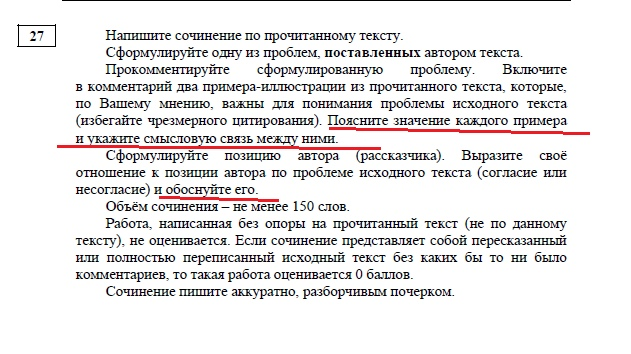 27
Напишите сочинение по прочитанному тексту.
Сформулируйте одну из проблем, поставленных автором текста.
Прокомментируйте сформулированную проблему. Включите
в комментарий два примера-иллюстрации из прочитанного текста, которые,
по Вашему мнению, важны для понимания проблемы исходного текста
(избегайте чрезмерного цитирования). Поясните значение каждого примера
и укажите смысловую связь между ними.
Сформулируйте позицию автора (рассказчика). Выразите своё
отношение к позиции автора по проблеме исходного текста (согласие или
несогласие) и обоснуйте его.
Объём сочинения – не менее 150 слов.
Работа, написанная без опоры на прочитанный текст (не по данному
тексту), не оценивается. Если сочинение представляет собой пересказанный
или полностью переписанный исходный текст без каких бы то ни было
комментариев, то такая работа оценивается 0 баллов.
Сочинение пишите аккуратно, разборчивым почерком.